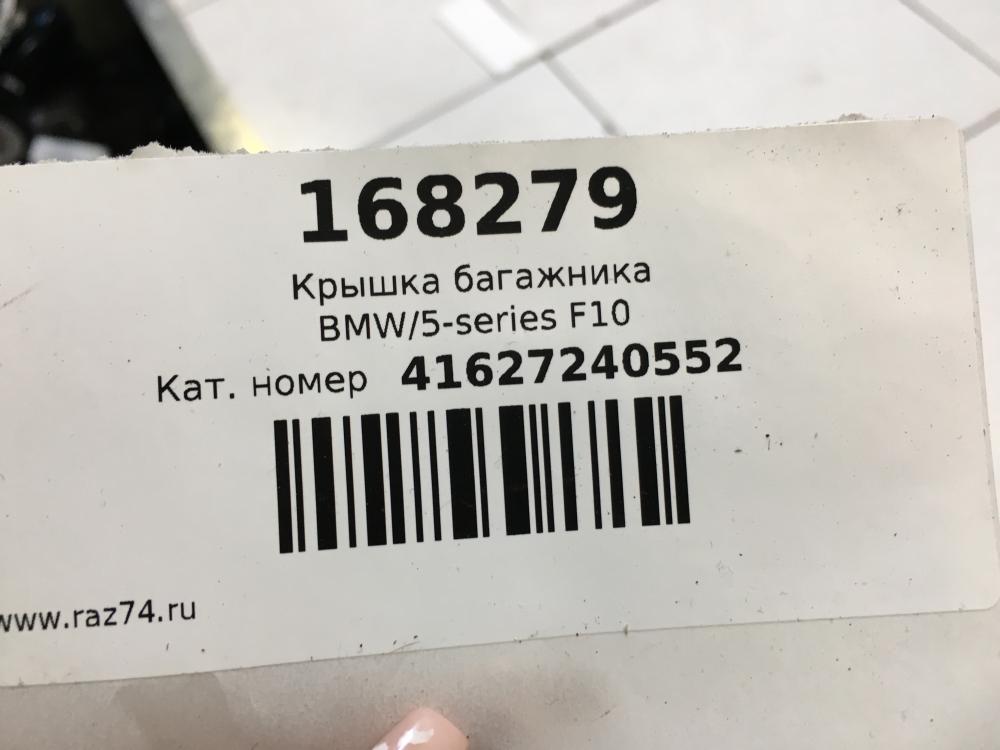 168279
Крышка багажника
BMW/5-series F10
Кат. номер 41627240552
www.raz74.ru